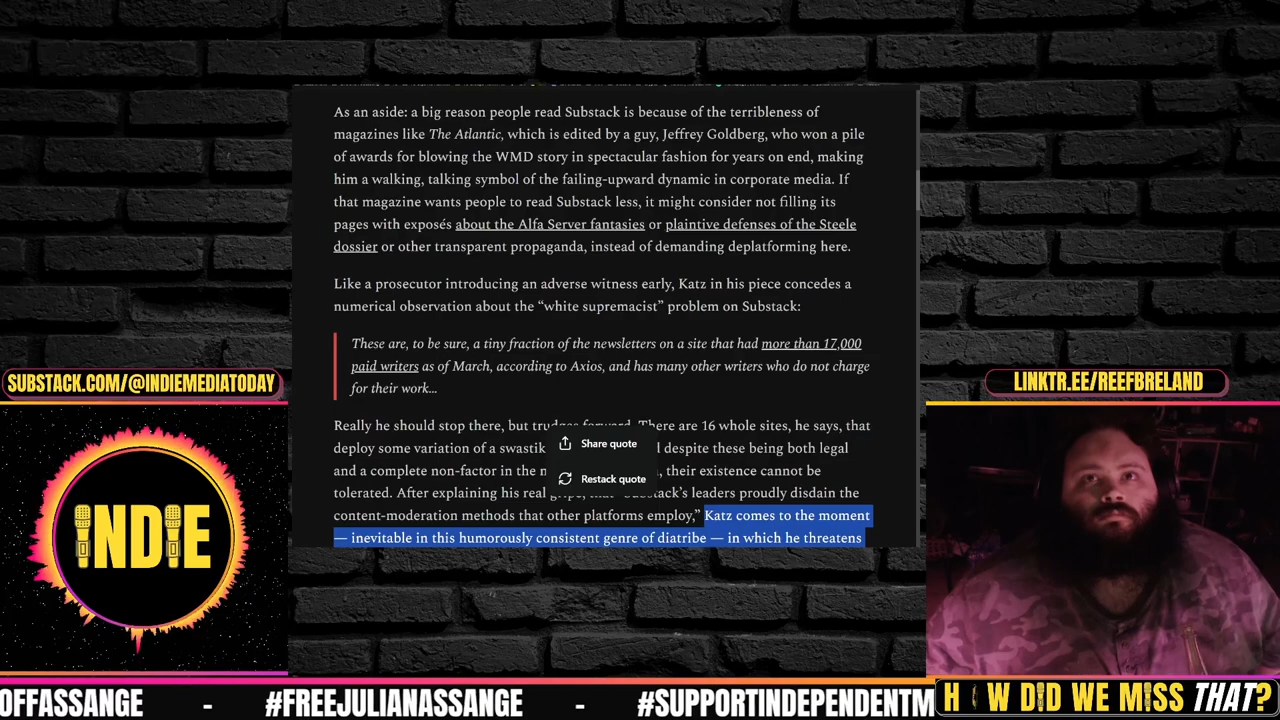 As an aside: a big reason people read Substack is because of the terribleness of
magazines like The Atlantic, which is edited by a guy, Jeffrey Goldberg, who won a pile
of awards for blowing the WMD story in spectacular fashion for years on end, making
him a walking, talking symbol of the failing-upward dynamic in corporate media. If
that magazine wants people to read Substack less, it might consider not filling its
pages with exposés about the Alfa Server fantasies or plaintive defenses of the Steele
dossier or other transparent propaganda, instead of demanding deplatforming here.
Like a prosecutor introducing an adverse witness early, Katz in his piece concedes a
numerical observation about the “white supremacist” problem on Substack:
These are, to be sure, a tiny fraction of the newsletters on a site that had more than 17,000
paid writers as of March, according to Axios, and has many other writers who do not charge
for their work…
Really he should stop there, but trudges forward. There are 16 whole sites, he says, that
deploy some variation of a swastik despite these being both legal
Share quote
and a complete non-factor in the n , their existence cannot be
Restack quote
tolerated. After explaining his real gripe, that “Substack’s leaders proudly disdain the
content-moderation methods that other platforms employ,” Katz comes to the moment
— inevitable in this humorously consistent genre of diatribe — in which he threatens
SUBSTACK.COM/@INDIEMEDIATODAY
LINKTR.EE/REEFBRELAND
INDIE
OFFASSANGE - #FREEJULIANASSANGE - #SUPPORTINDEPENDENTM
HOW DID WE MISS THAT?